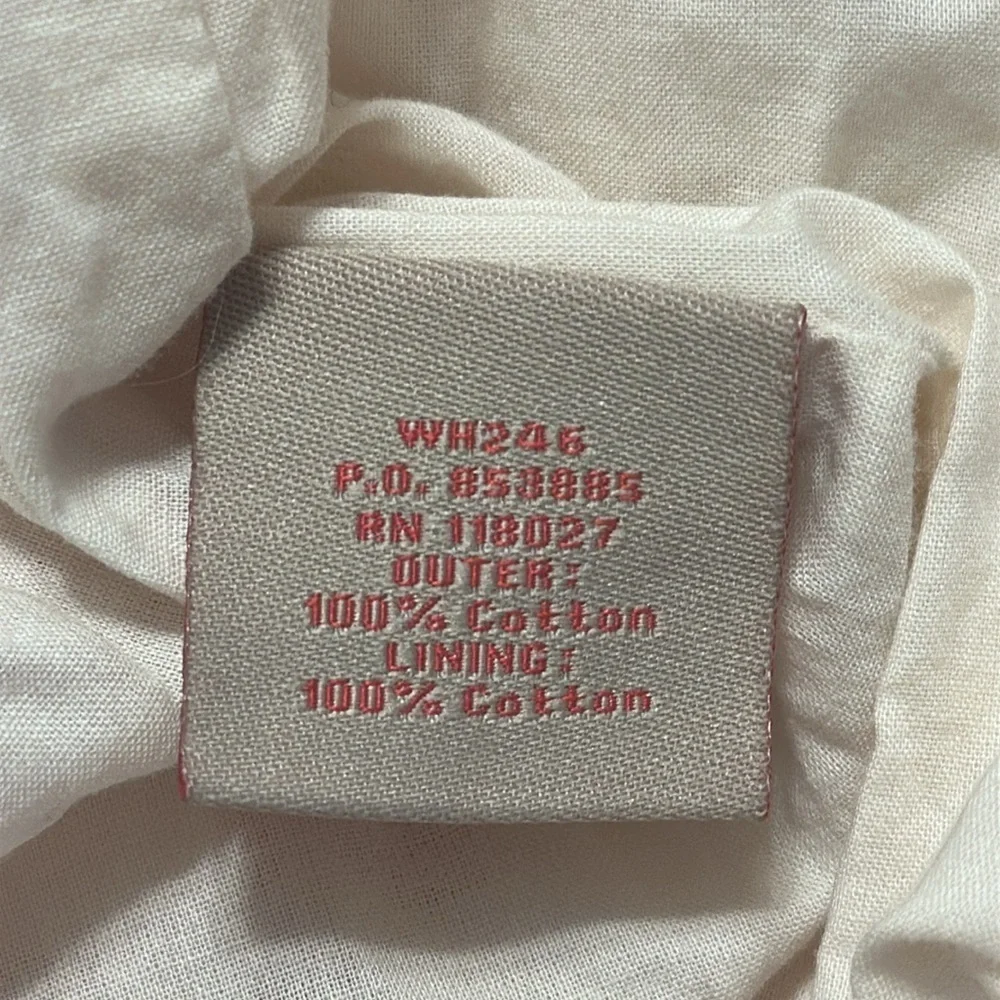 WH246
P.O. 853885
RN 118027
OUTER:
100% Cotton
LINING:
100% Cotton